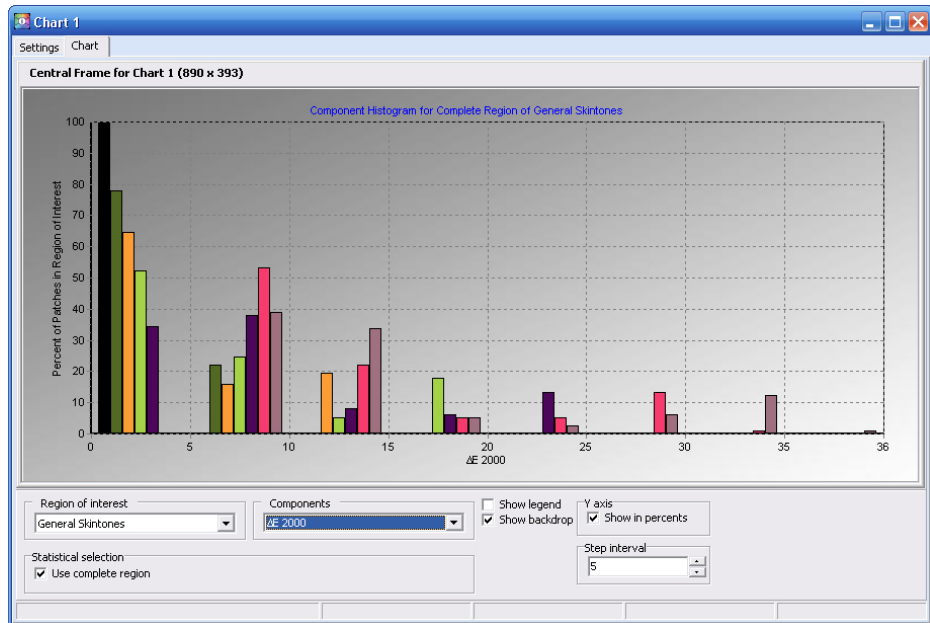 Chart 1
Settings Chart
Central Frame for Chart 1 (890 x 393)
Component Histogram for Complete Region of General Skintones
Percent of Patches in Region of Interest
100
90
80
70
60
50
40
30
20
10
0
0 5 10 15 20 25 30 35 36
ΔE 2000
Region of interest
General Skintones
Components
ΔE 2000
Show legend
Show backdrop
Y axis
Show in percents
Statistical selection
Use complete region
Step interval
5